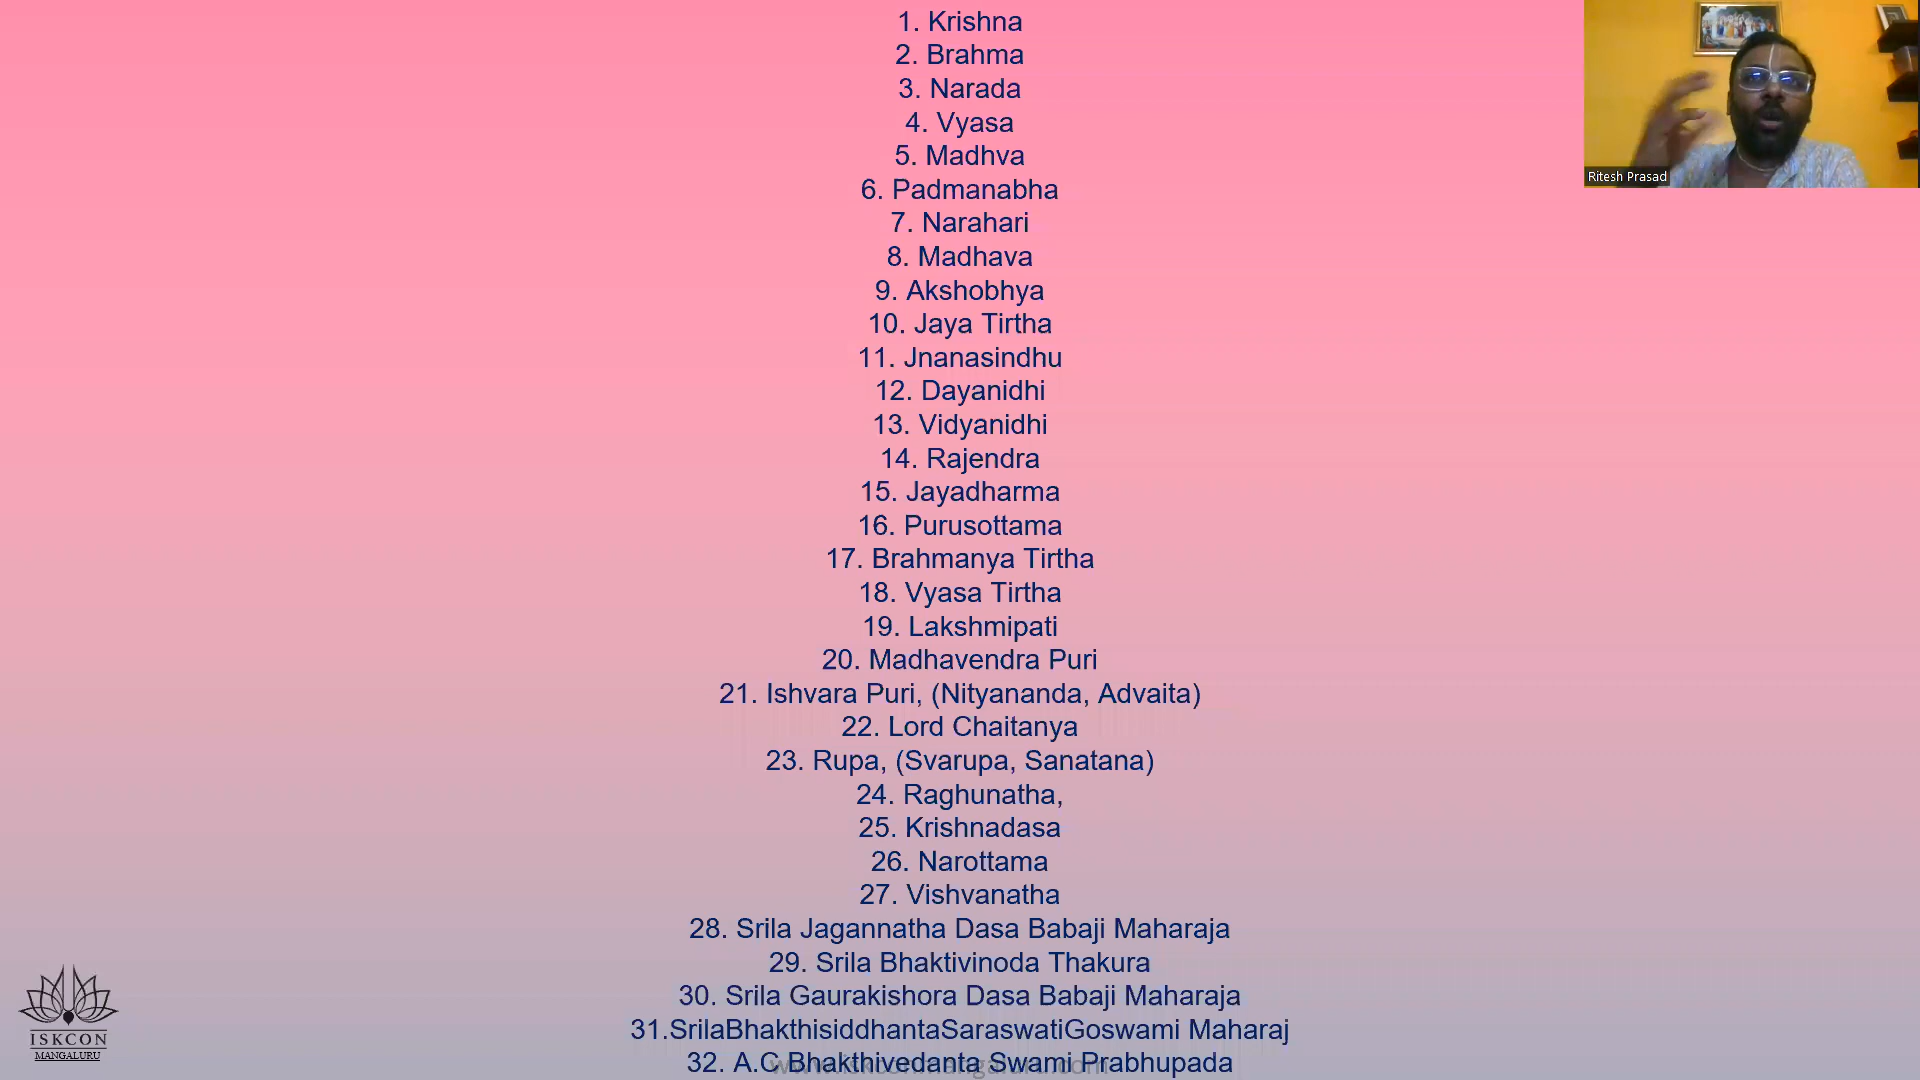 1. Krishna
2. Brahma
3. Narada
4. Vyasa
5. Madhva
6. Padmanabha
7. Narahari
8. Madhava
9. Akshobhya
10. Jaya Tirtha
11. Jnanasindhu
12. Dayanidhi
13. Vidyanidhi
14. Rajendra
15. Jayadharma
16. Purusottama
17. Brahmanya Tirtha
18. Vyasa Tirtha
19. Lakshmipati
20. Madhavendra Puri
21. Ishvara Puri, (Nityananda, Advaita)
22. Lord Chaitanya
23. Rupa, (Svarupa, Sanatana)
24. Raghunatha,
25. Krishnadasa
26. Narottama
27. Vishvanatha
28. Srila Jagannatha Dasa Babaji Maharaja
29. Srila Bhaktivinoda Thakura
30. Srila Gaurakishora Dasa Babaji Maharaja
31.SrilaBhakthisiddhantaSaraswatiGoswami Maharaj
32. A.C Bhakthivedanta Swami Prabhupada
www.iskconmangaluru.com
Ritesh Prasad
ISKCON
MANGALURU